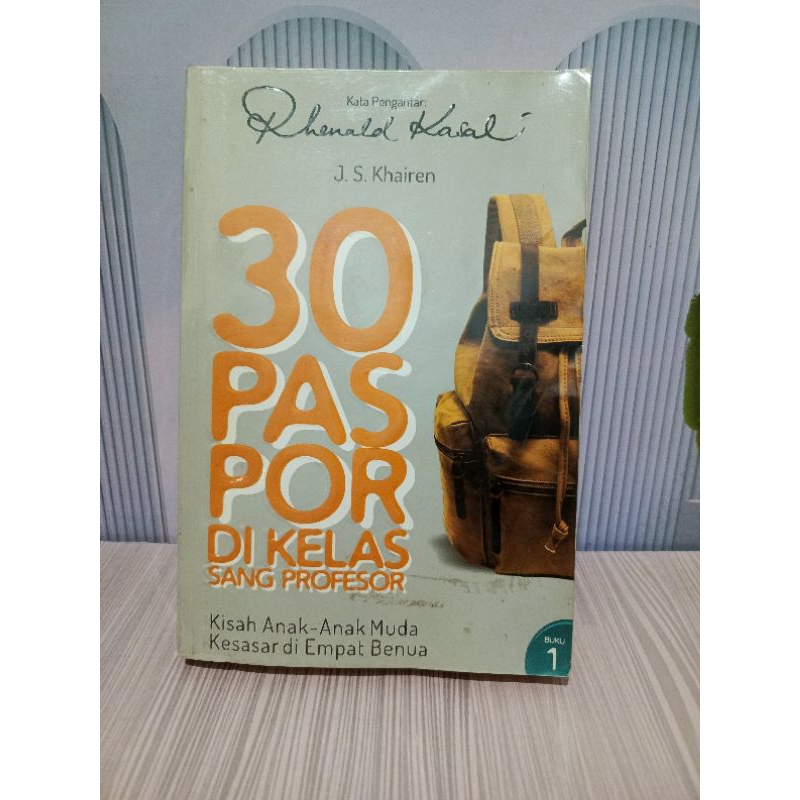 Kata Pengantar:
Rhenald Kasali
J. S. Khairen
30
PAS
POR
DI KELAS
SANG PROFESOR
Kisah Anak-Anak Muda
Kesasar di Empat Benua
BUKU
1